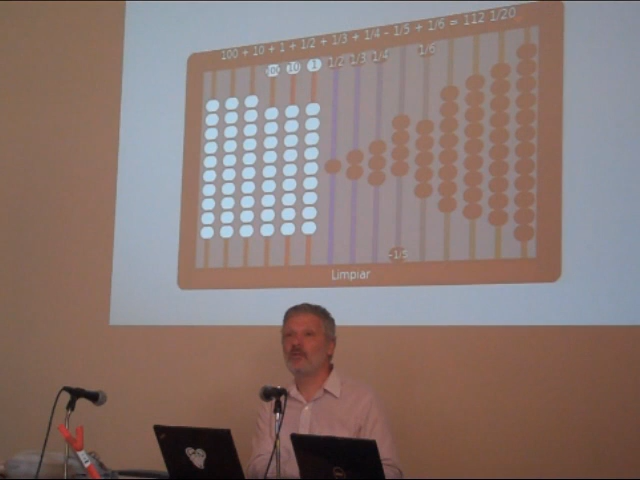 100 + 10 + 1 + 1/2 + 1/3 + 1/4 - 1/5 + 1/6 = 112 1/20
100 10 1 1/2 1/3 1/4 1/6
-1/5
Limpiar